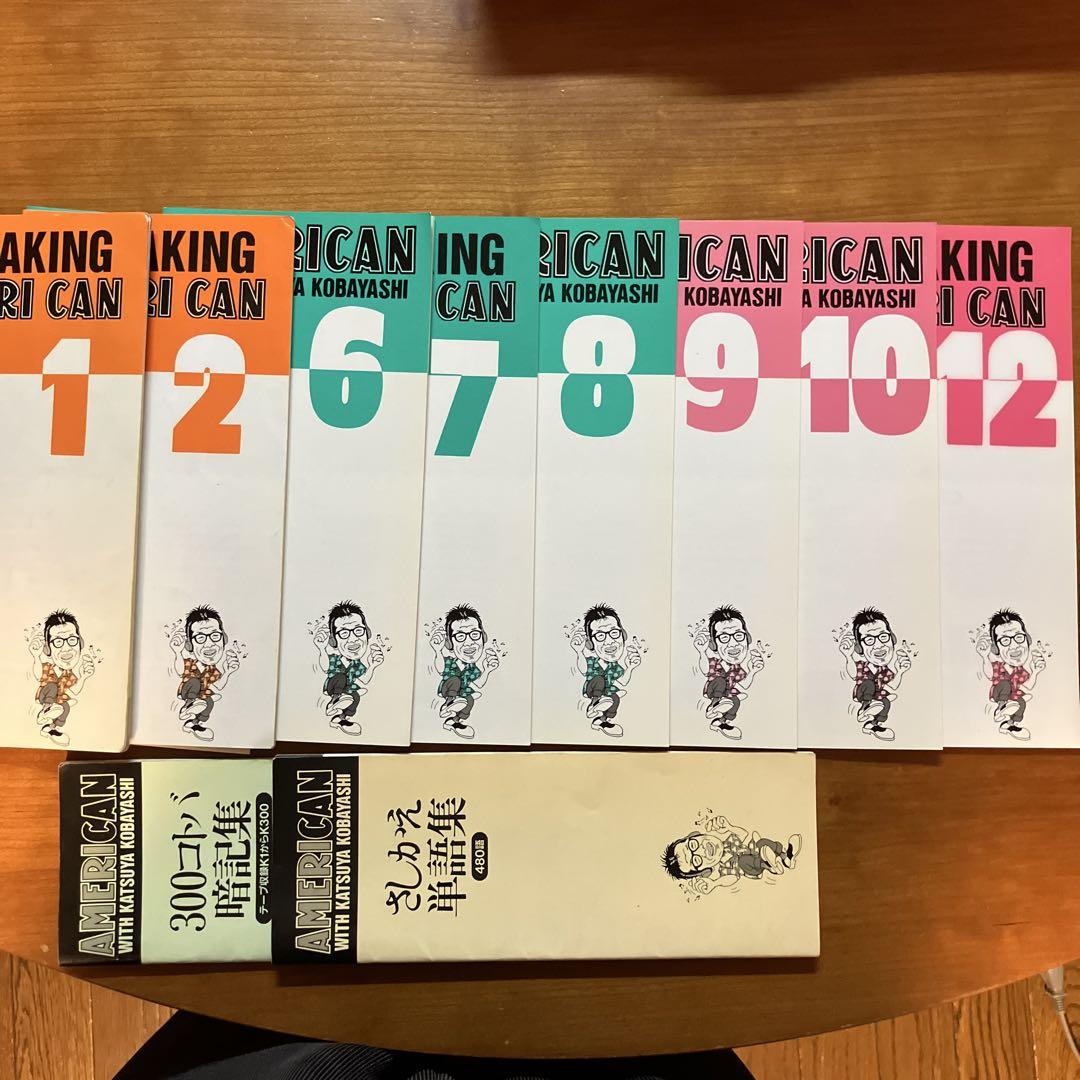 AKING
RI CAN
1
AKING
RI CAN
2
RICAN
YA KOBAYASHI
6
ING
CAN
7
RICAN
YA KOBAYASHI
8
ICAN
KOBAYASHI
9
RICAN
KOBAYASHI
10
KING
RI CAN
12
AMERICAN
WITH KATSUYA KOBAYASHI
300コトバ
暗記集
テープ収録K1からK300
AMERICAN
WITH KATSUYA KOBAYASHI
さしかえ
単語集
480語